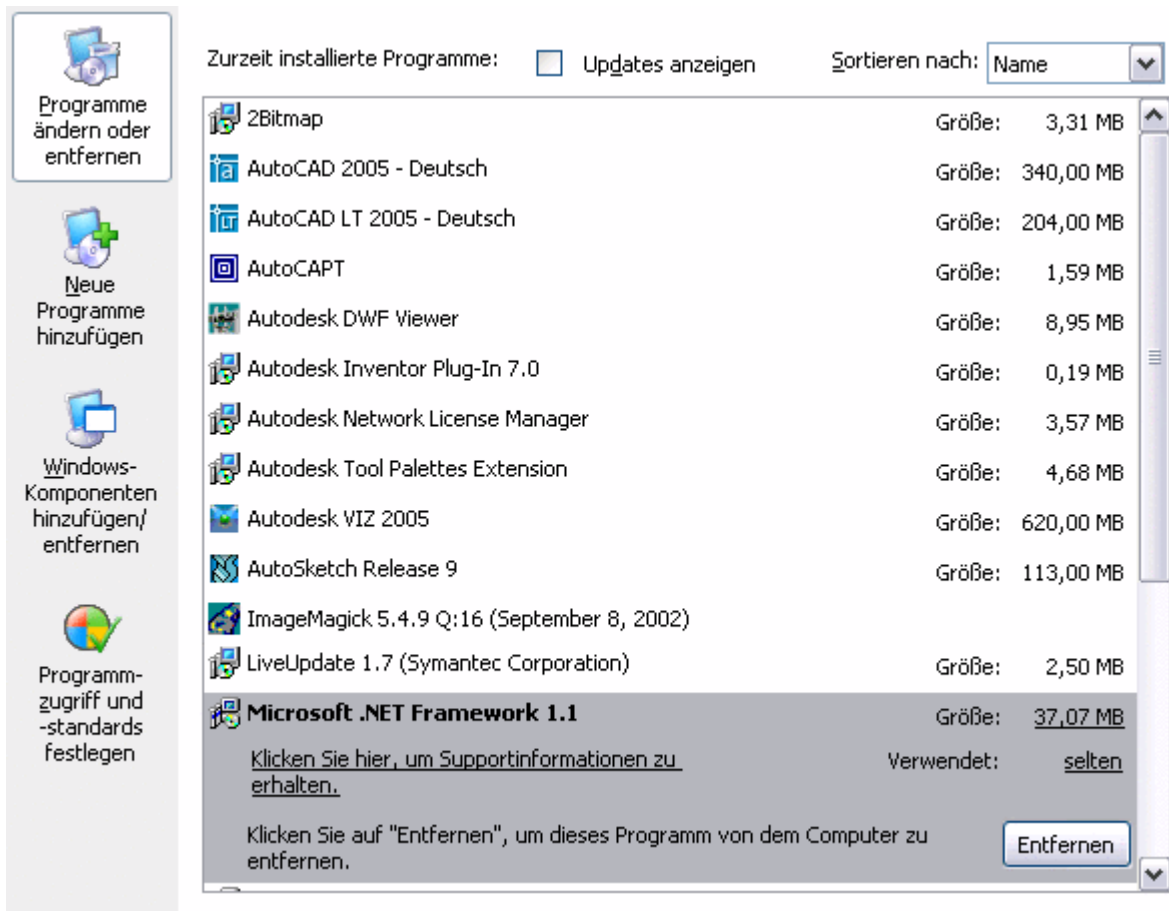 Programme
ändern oder
entfernen
Neue
Programme
hinzufügen
Windows-
Komponenten
hinzufügen/
entfernen
Programm-
zugriff und
-standards
festlegen
Zurzeit installierte Programme: Updates anzeigen Sortieren nach: Name
2Bitmap Größe: 3,31 MB
AutoCAD 2005 - Deutsch Größe: 340,00 MB
AutoCAD LT 2005 - Deutsch Größe: 204,00 MB
AutoCAPT Größe: 1,59 MB
Autodesk DWF Viewer Größe: 8,95 MB
Autodesk Inventor Plug-In 7.0 Größe: 0,19 MB
Autodesk Network License Manager Größe: 3,57 MB
Autodesk Tool Palettes Extension Größe: 4,68 MB
Autodesk VIZ 2005 Größe: 620,00 MB
AutoSketch Release 9 Größe: 113,00 MB
ImageMagick 5.4.9 Q:16 (September 8, 2002)
LiveUpdate 1.7 (Symantec Corporation) Größe: 2,50 MB
Microsoft .NET Framework 1.1 Größe: 37,07 MB
Klicken Sie hier, um Supportinformationen zu Verwendet: selten
erhalten.
Klicken Sie auf "Entfernen", um dieses Programm von dem Computer zu
entfernen.
Entfernen